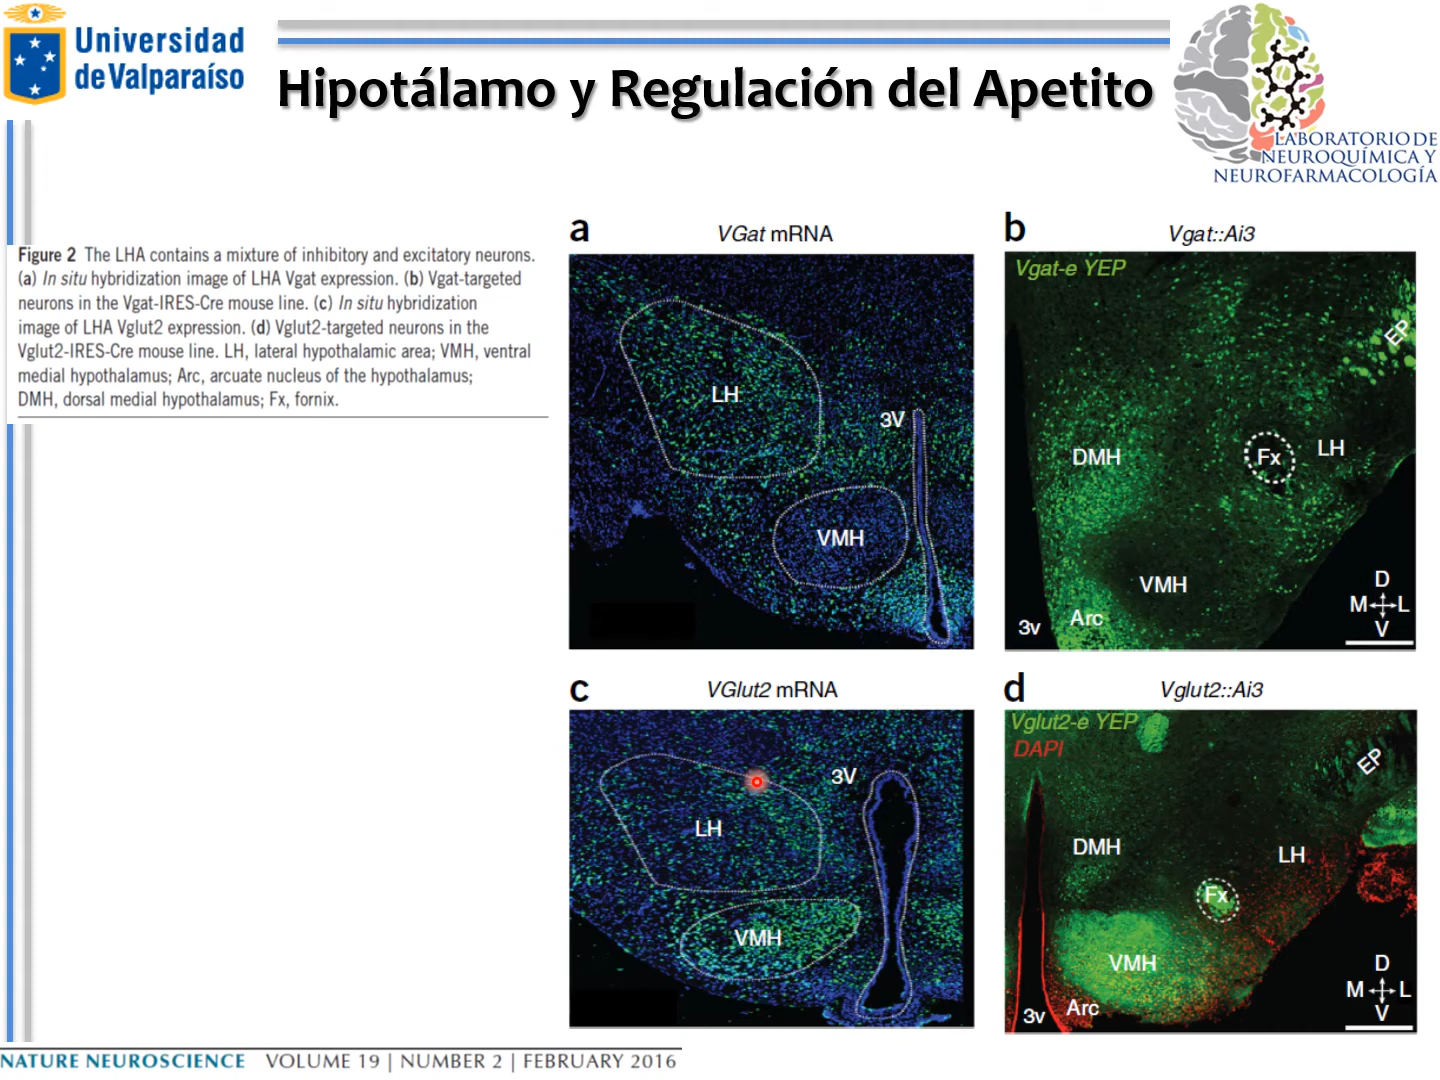 Universidad
de Valparaíso
Hipotálamo y Regulación del Apetito
LABORATORIO DE
NEUROQUÍMICA Y
NEUROFARMACOLOGÍA
Figure 2 The LHA contains a mixture of inhibitory and excitatory neurons.
(a) In situ hybridization image of LHA Vgat expression. (b) Vgat-targeted
neurons in the Vgat-IRES-Cre mouse line. (c) In situ hybridization
image of LHA Vglut2 expression. (d) Vglut2-targeted neurons in the
Vglut2-IRES-Cre mouse line. LH, lateral hypothalamic area; VMH, ventral
medial hypothalamus; Arc, arcuate nucleus of the hypothalamus;
DMH, dorsal medial hypothalamus; Fx, fornix.
a
VGat mRNA
LH
3V
VMH
b
Vgat::Ai3
Vgat-e YEP
EP
DMH
Fx
LH
VMH
Arc
3v
D
M L
V
c
VGlut2 mRNA
3V
LH
VMH
d
Vglut2::Ai3
Vglut2-e YEP
DAPI
EP
DMH
LH
Fx
VMH
Arc
3v
D
M L
V
NATURE NEUROSCIENCE VOLUME 19 | NUMBER 2 | FEBRUARY 2016